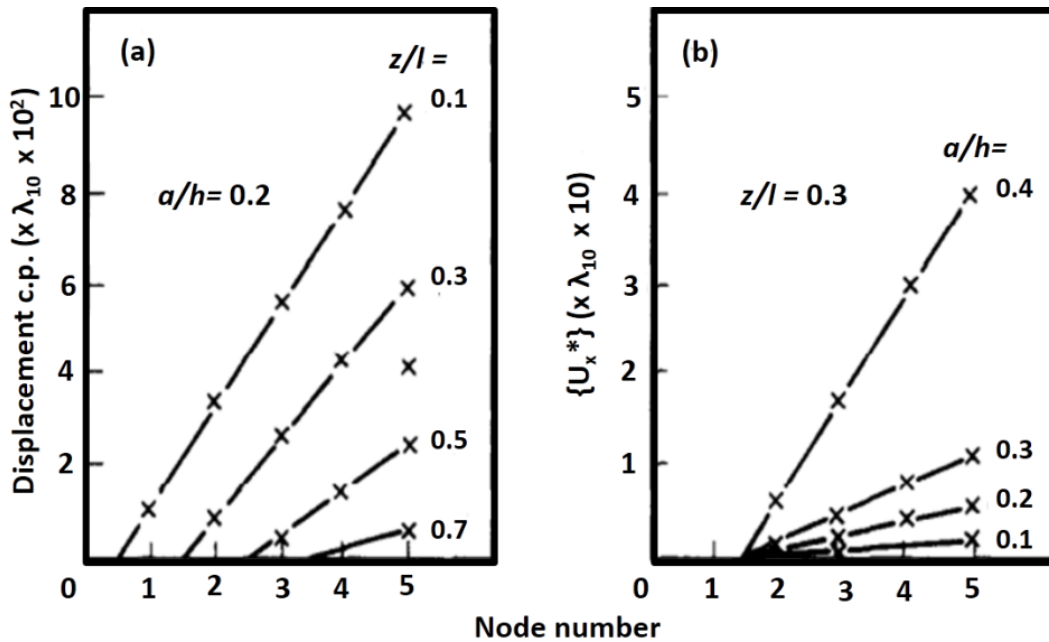 (a)
z/l =
0.1
a/h= 0.2
0.3
0.5
0.7
10
8
6
4
2
0
1 2 3 4 5
Displacement c.p. (x λ10 x 10²)
(b)
a/h=
0.4
z/l = 0.3
0.3
0.2
0.1
5
4
3
2
1
0
1 2 3 4 5
{Ux*} (x λ10 x 10)
Node number